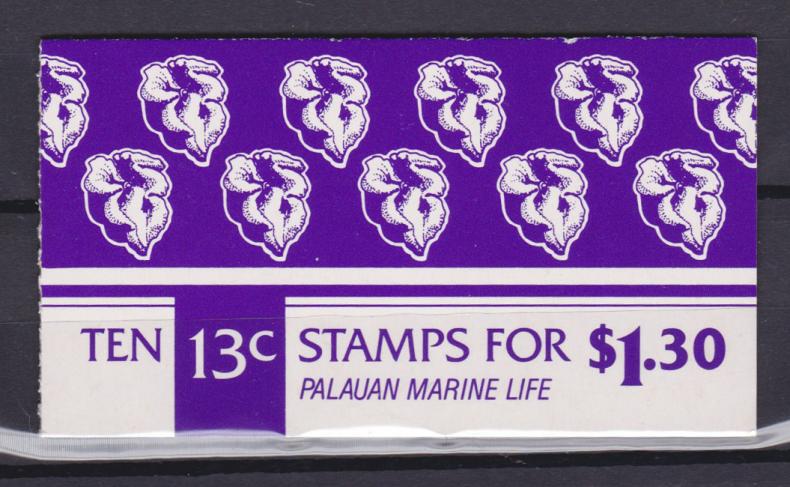 TEN 13c STAMPS FOR $1.30
PALAUAN MARINE LIFE